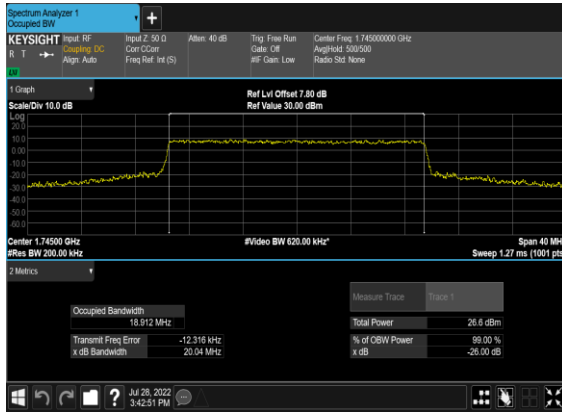 Spectrum Analyzer 1
Occupied BW
KEYSIGHT Input: RF Input Z: 50 Ω Atten: 40 dB Trig: Free Run Center Freq: 1.745000000 GHz
R T Coupling: DC Corr CCorr Gate: Off Avg|Hold: 500/500
Align: Auto Freq Ref: Int (S) #IF Gain: Low Radio Std: None
LXI
1 Graph
Ref Lvl Offset 7.80 dB
Scale/Div 10.0 dB Ref Value 30.00 dBm
Log
20.0
10.0
0.00
-10.0
-20.0
-30.0
-40.0
-50.0
-60.0
Center 1.74500 GHz #Video BW 620.00 kHz* Span 40 MH
#Res BW 200.00 kHz Sweep 1.27 ms (1001 pts
2 Metrics
Measure Trace Trace 1
Occupied Bandwidth
18.912 MHz Total Power 26.6 dBm
Transmit Freq Error -12.316 kHz % of OBW Power 99.00 %
x dB Bandwidth 20.04 MHz x dB -26.00 dB
?
Jul 28, 2022
3:42:51 PM